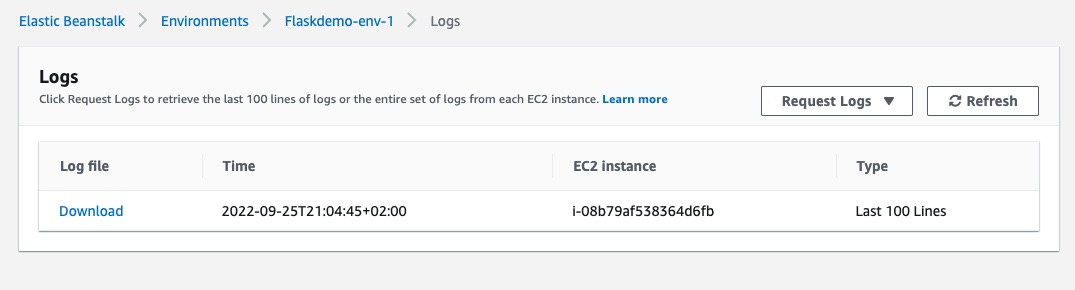 Elastic Beanstalk > Environments > Flaskdemo-env-1 > Logs
Logs
Click Request Logs to retrieve the last 100 lines of logs or the entire set of logs from each EC2 instance. Learn more
Request Logs ▼ Refresh
Log file Time EC2 instance Type
Download 2022-09-25T21:04:45+02:00 i-08b79af538364d6fb Last 100 Lines